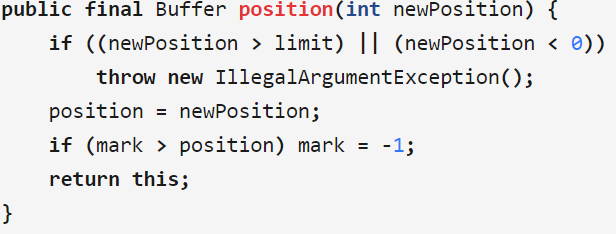 public final Buffer position(int newPosition) {
    if ((newPosition > limit) || (newPosition < 0))
        throw new IllegalArgumentException();
    position = newPosition;
    if (mark > position) mark = -1;
    return this;
}